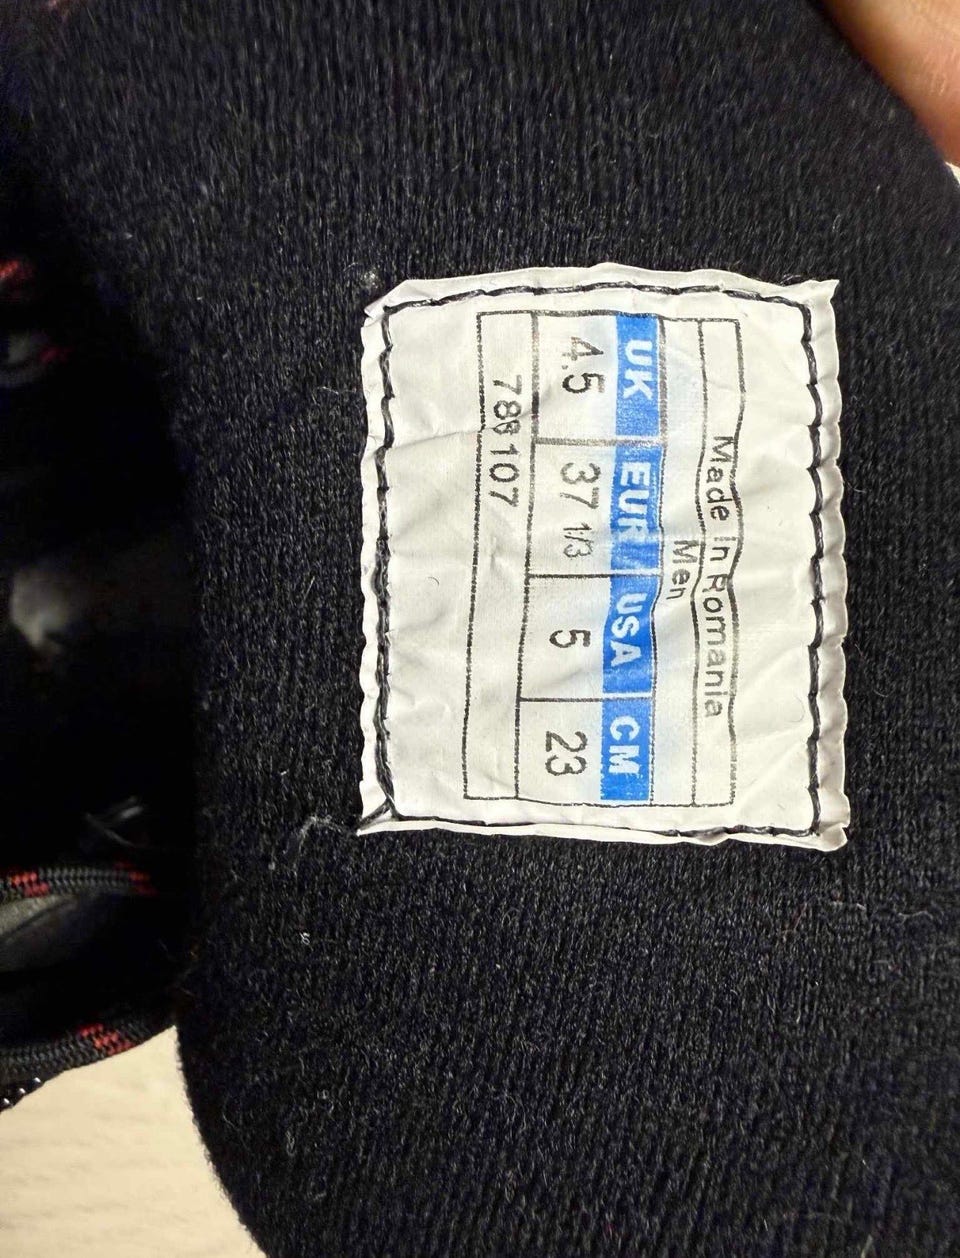 Made in Romania
Men
UK EUR USA CM
4.5 37 1/3 5 23